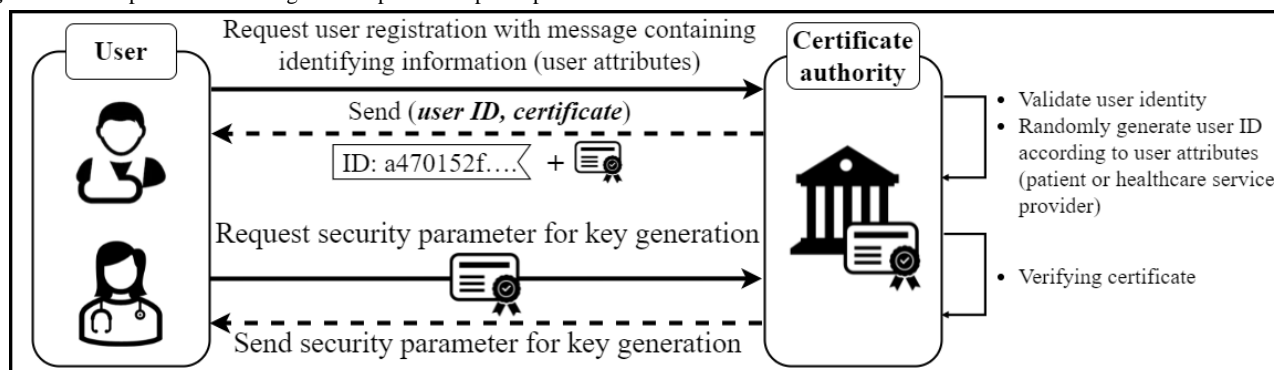 User
Request user registration with message containing
identifying information (user attributes)
Certificate
authority
Send (user ID, certificate)
ID: a470152f.... +
• Validate user identity
• Randomly generate user ID
according to user attributes
(patient or healthcare service
provider)
Request security parameter for key generation
• Verifying certificate
Send security parameter for key generation